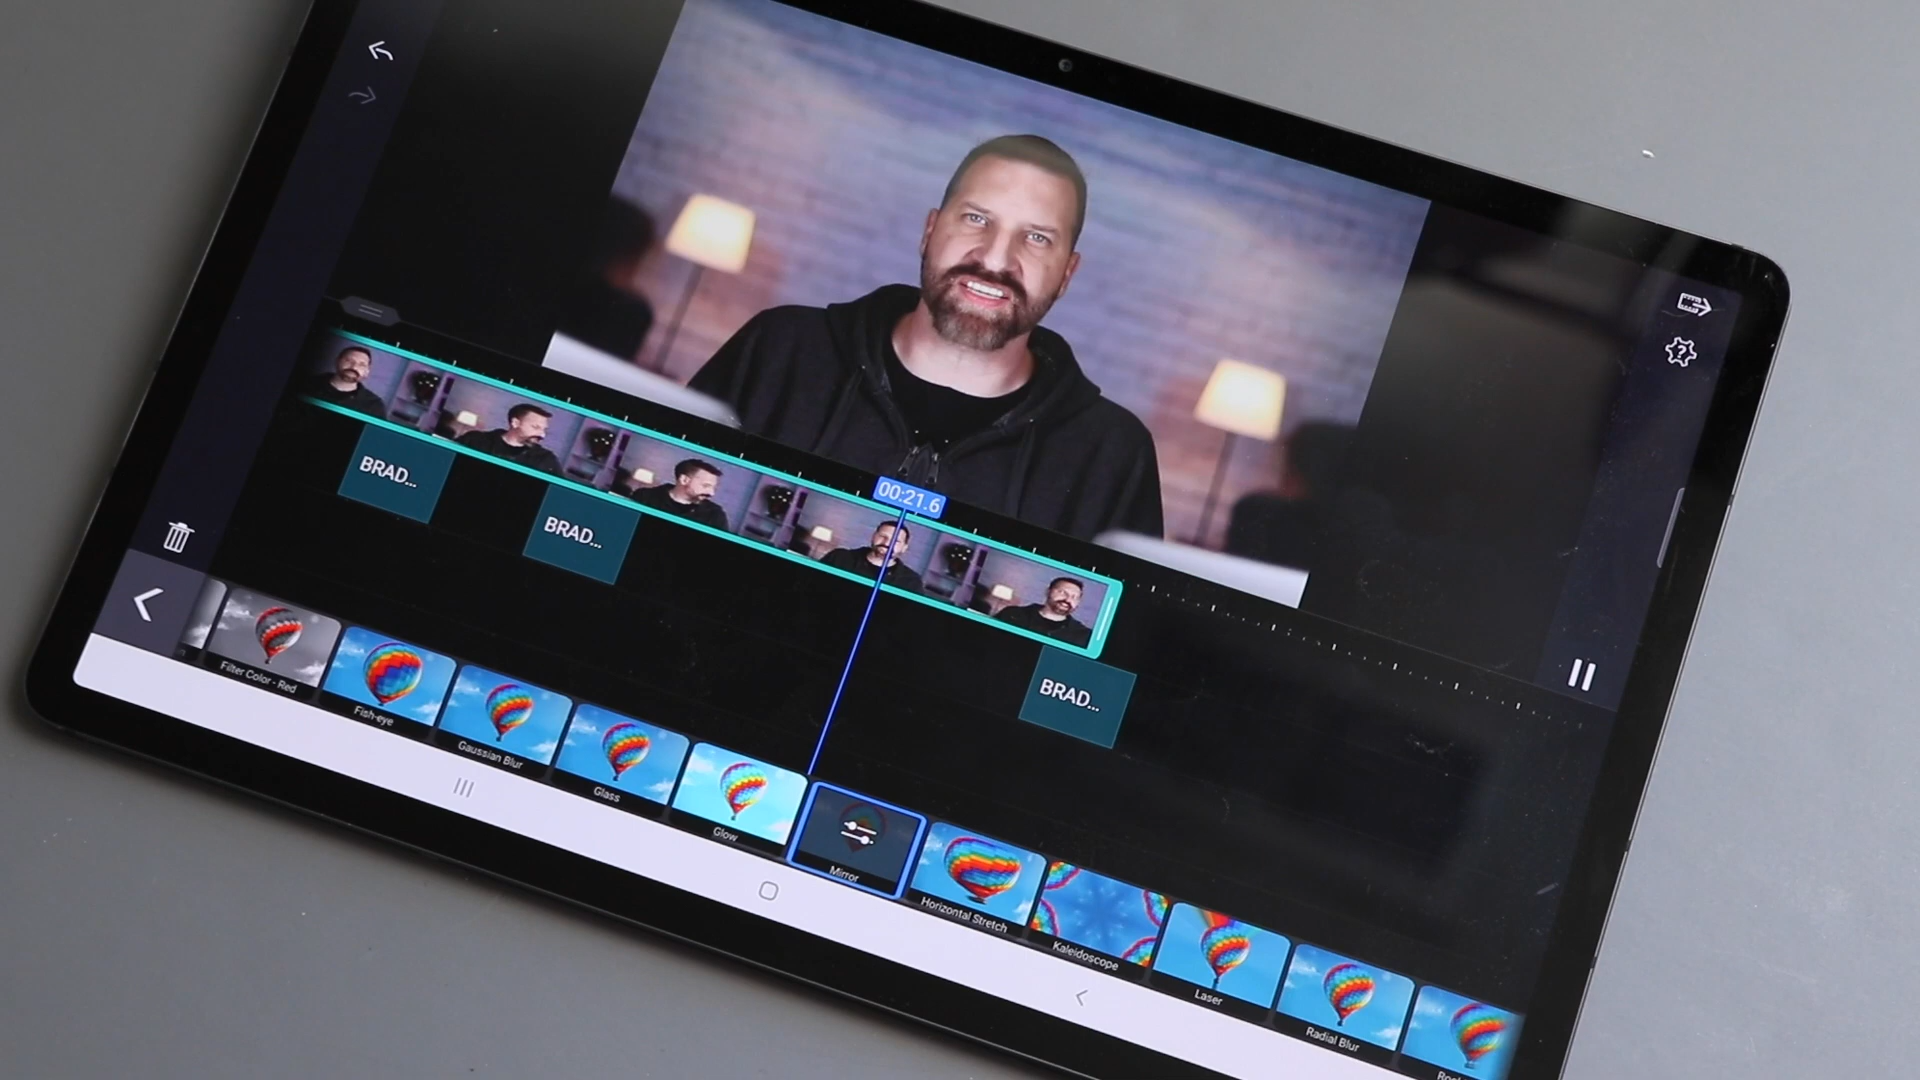 BRAD...
BRAD...
00:21.6
BRAD...
Filter Color - Red
Fish-eye
Gaussian Blur
Glass
Glow
Mirror
Horizontal Stretch
Kaleidoscope
Laser
Radial Blur